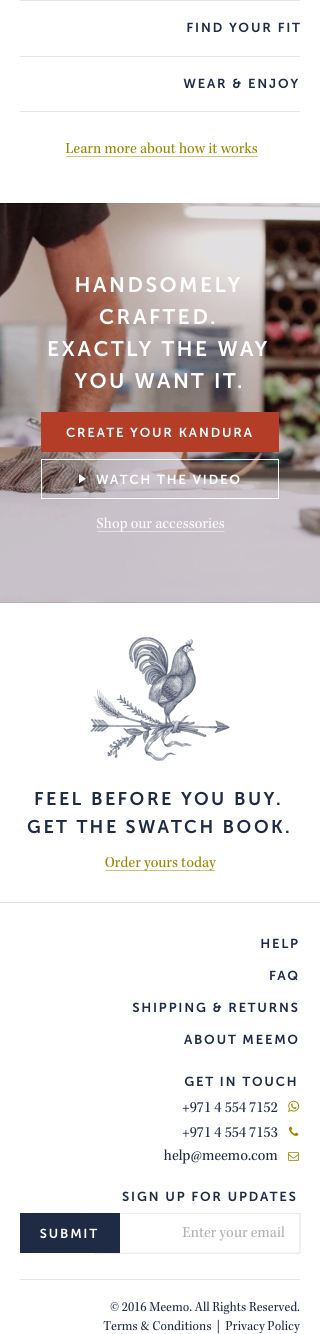 FIND YOUR FIT
WEAR & ENJOY
Learn more about how it works
HANDSOMELY
CRAFTED.
EXACTLY THE WAY
YOU WANT IT.
CREATE YOUR KANDURA
WATCH THE VIDEO
Shop our accessories
FEEL BEFORE YOU BUY.
GET THE SWATCH BOOK.
Order yours today
HELP
FAQ
SHIPPING & RETURNS
ABOUT MEEMO
GET IN TOUCH
+971 4 554 7152
+971 4 554 7153
help@meemo.com
SIGN UP FOR UPDATES
SUBMIT Enter your email
© 2016 Meemo. All Rights Reserved.
Terms & Conditions | Privacy Policy